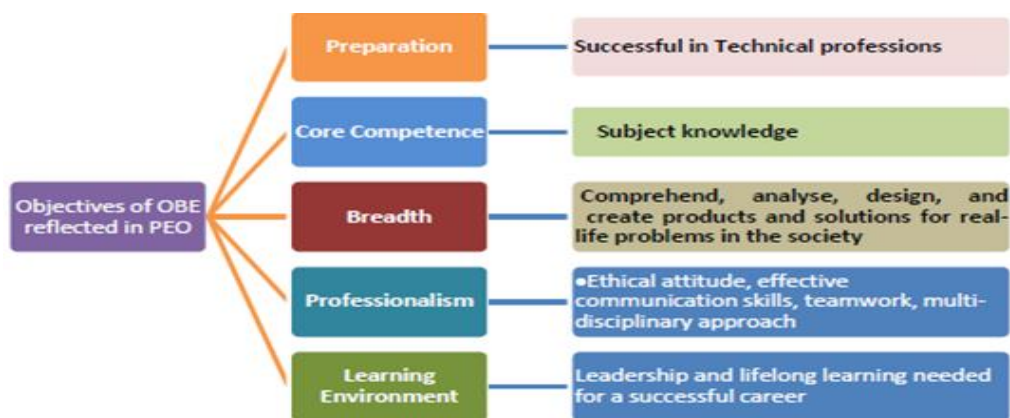 Objectives of OBE
reflected in PEO
Preparation
Successful in Technical professions
Core Competence
Subject knowledge
Breadth
Comprehend, analyse, design, and
create products and solutions for real-
life problems in the society
Professionalism
•Ethical attitude, effective
communication skills, teamwork, multi-
disciplinary approach
Learning
Environment
Leadership and lifelong learning needed
for a successful career